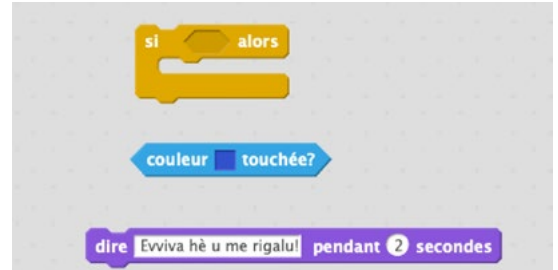 si alors
couleur touchée?
dire Evviva hè u me rigalu! pendant 2 secondes